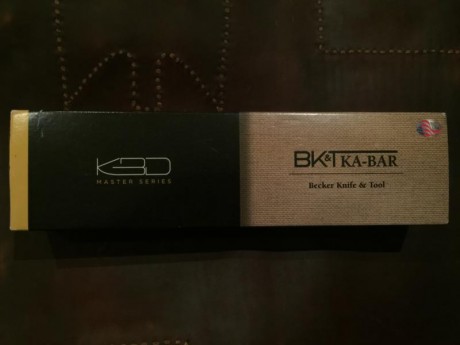 KBD
MASTER SERIES
BK&T KA-BAR
Becker Knife & Tool